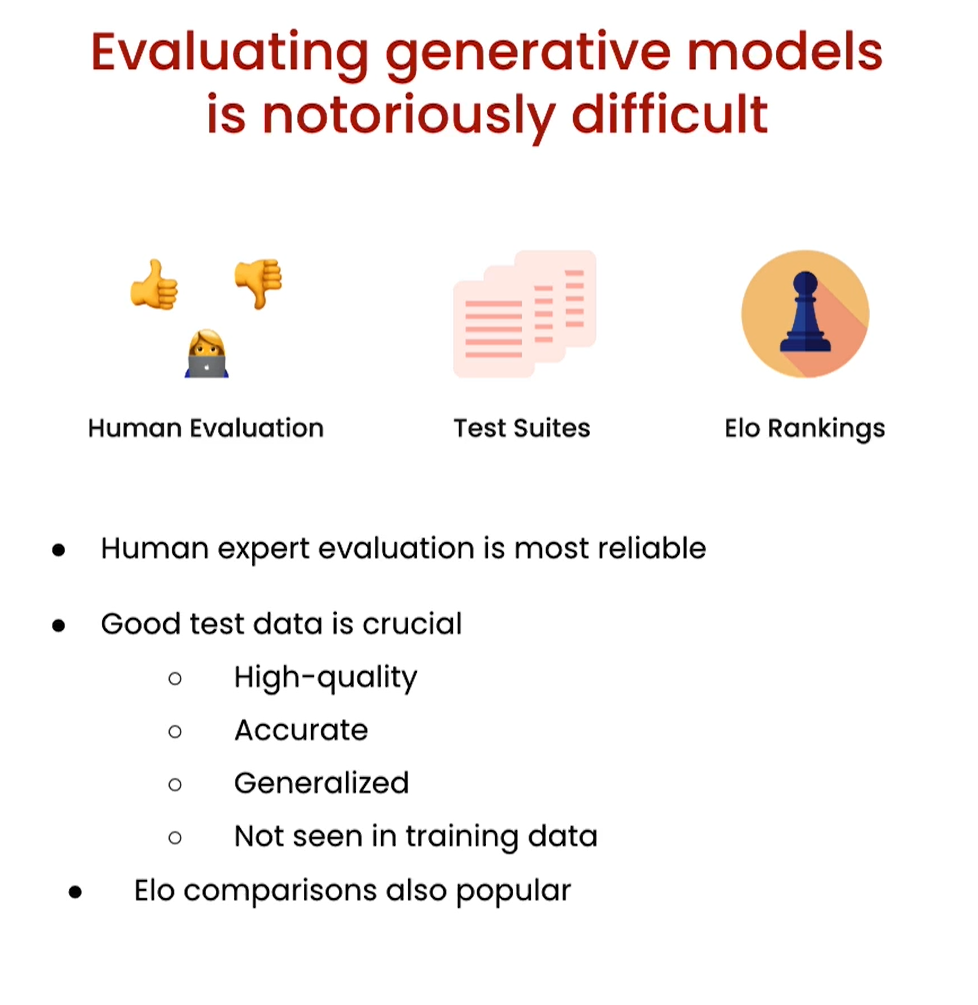 Evaluating generative models
is notoriously difficult
Human Evaluation
Test Suites
Elo Rankings
● Human expert evaluation is most reliable
● Good test data is crucial
○ High-quality
○ Accurate
○ Generalized
○ Not seen in training data
● Elo comparisons also popular